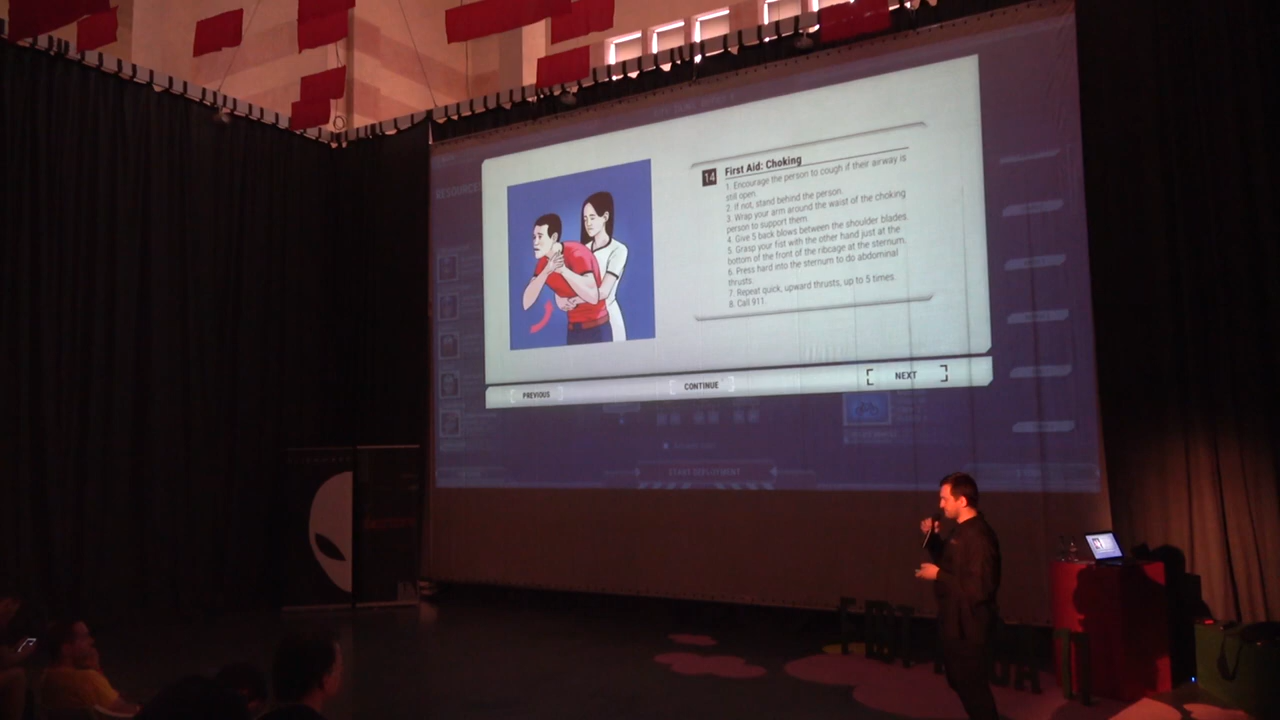 RESOURCE
14
First Aid: Choking
1. Encourage the person to cough if their airway is
still open.
2. If not, stand behind the person.
3. Wrap your arm around the waist of the choking
person to support them.
4. Give 5 back blows between the shoulder blades.
5. Grasp your fist with the other hand just at the
bottom of the front of the ribcage at the sternum.
6. Press hard into the sternum to do abdominal
thrusts.
7. Repeat quick, upward thrusts, up to 5 times.
8. Call 911.
PREVIOUS
CONTINUE
NEXT
START DEPLOYMENT